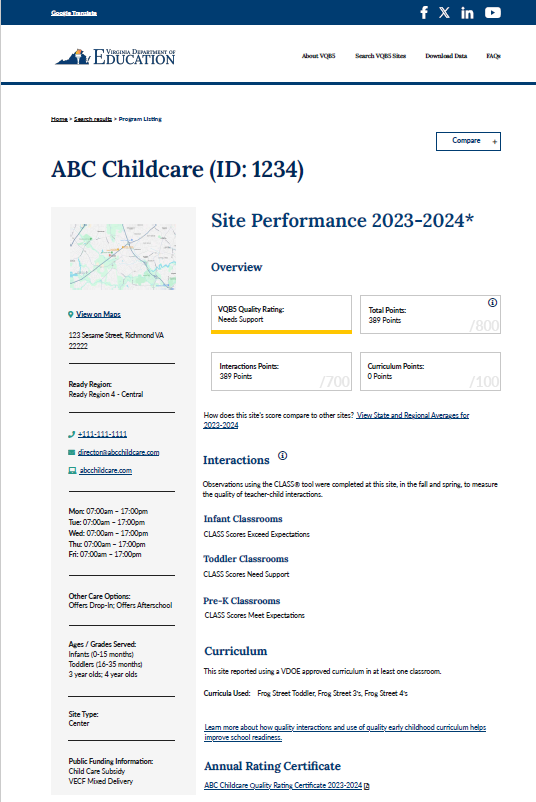 Google Translate
VIRGINIA DEPARTMENT OF
EDUCATION
About VQB5 Search VQB5 Sites Download Data FAQs
Home > Search results > Program Listing
Compare +
ABC Childcare (ID: 1234)
View on Maps
123 Sesame Street, Richmond VA
22222
Ready Region:
Ready Region 4 - Central
+111-111-1111
director@abcchildcare.com
abcchildcare.com
Mon: 07:00am – 17:00pm
Tue: 07:00am – 17:00pm
Wed: 07:00am – 17:00pm
Thu: 07:00am – 17:00pm
Fri: 07:00am – 17:00pm
Other Care Options:
Offers Drop-In; Offers Afterschool
Ages / Grades Served:
Infants (0-15 months)
Toddlers (16-35 months)
3 year olds; 4 year olds
Site Type:
Center
Public Funding Information:
Child Care Subsidy
VECF Mixed Delivery
Site Performance 2023-2024*
Overview
VQB5 Quality Rating:
Needs Support
Total Points:
389 Points
/800
Interactions Points:
389 Points
/700
Curriculum Points:
0 Points
/100
How does this site's score compare to other sites? View State and Regional Averages for
2023-2024
Interactions
Observations using the CLASS® tool were completed at this site, in the fall and spring, to measure
the quality of teacher-child interactions.
Infant Classrooms
CLASS Scores Exceed Expectations
Toddler Classrooms
CLASS Scores Need Support
Pre-K Classrooms
CLASS Scores Meet Expectations
Curriculum
This site reported using a VDOE approved curriculum in at least one classroom.
Curricula Used: Frog Street Toddler, Frog Street 3's, Frog Street 4's
Learn more about how quality interactions and use of quality early childhood curriculum helps
improve school readiness.
Annual Rating Certificate
ABC Childcare Quality Rating Certificate 2023-2024